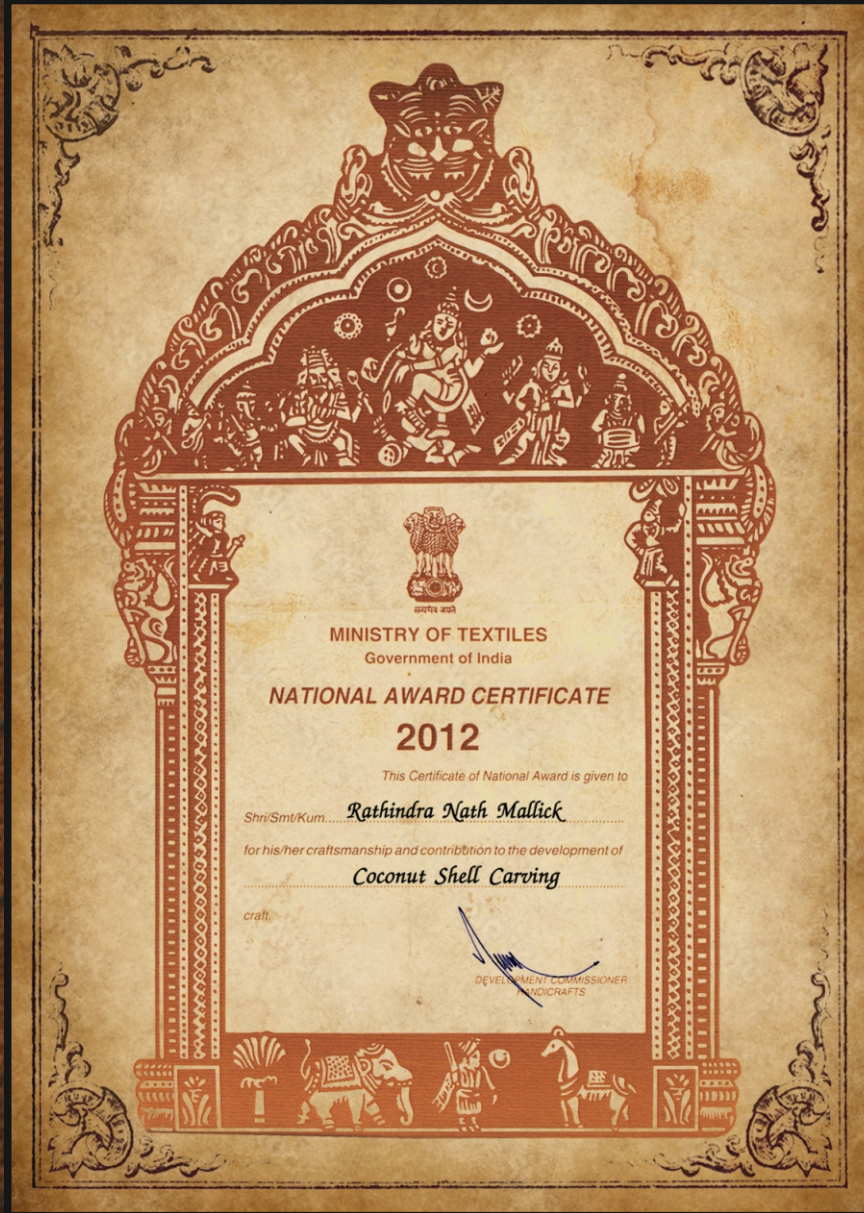 सत्यमेव जयते
MINISTRY OF TEXTILES
Government of India
NATIONAL AWARD CERTIFICATE
2012
This Certificate of National Award is given to
Shri/Smt/Kum....Rathindra Nath Mallick
for his/her craftsmanship and contribution to the development of
Coconut Shell Carving
craft.
DEVELOPMENT COMMISSIONER
HANDICRAFTS